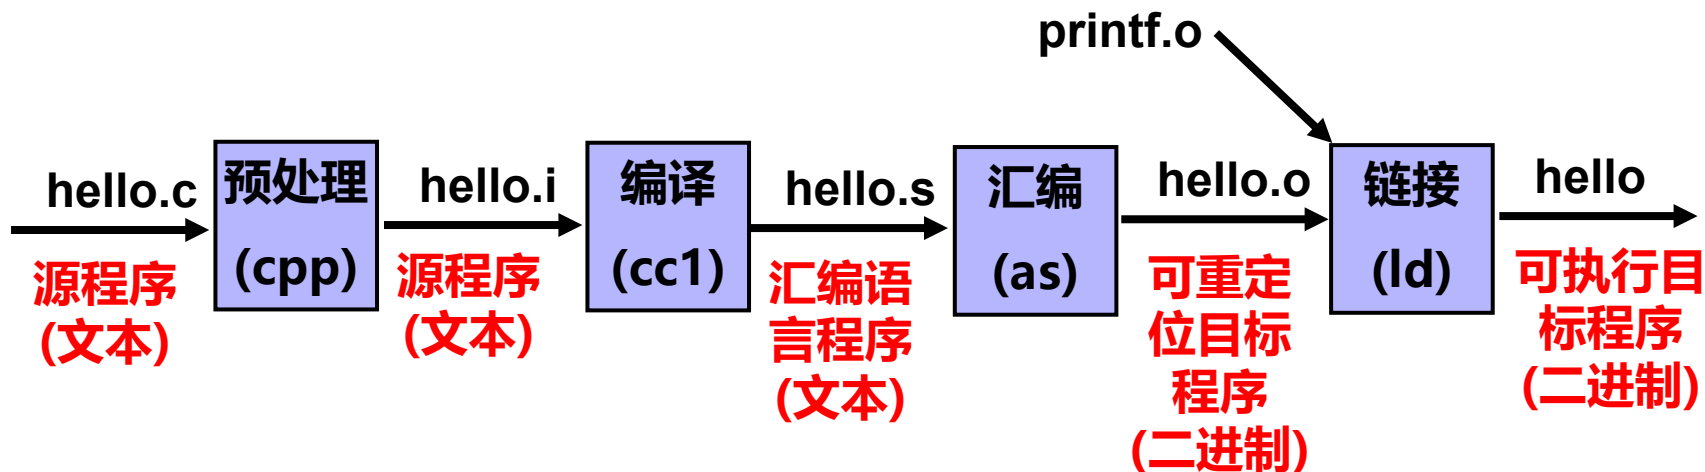 printf.o
hello.c
预处理
(cpp)
hello.i
编译
(cc1)
hello.s
汇编
(as)
hello.o
链接
(ld)
hello
源程序
(文本)
源程序
(文本)
汇编语
言程序
(文本)
可重定
位目标
程序
(二进制)
可执行目
标程序
(二进制)